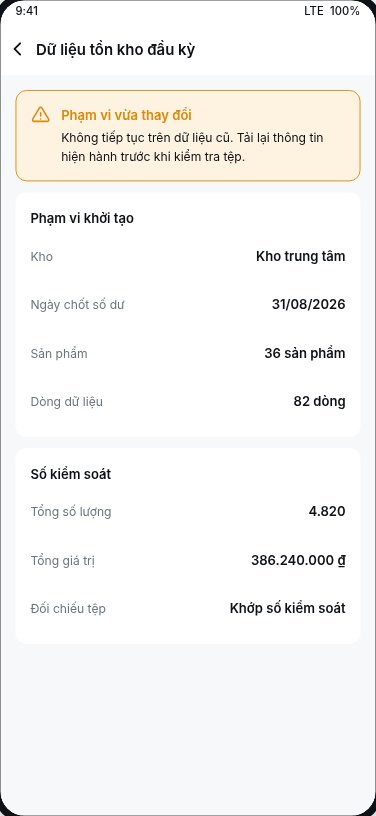 9:41
LTE 100%
Dữ liệu tồn kho đầu kỳ
Phạm vi vừa thay đổi
Không tiếp tục trên dữ liệu cũ. Tải lại thông tin
hiện hành trước khi kiểm tra tệp.
Phạm vi khởi tạo
Kho
Kho trung tâm
Ngày chốt số dư
31/08/2026
Sản phẩm
36 sản phẩm
Dòng dữ liệu
82 dòng
Số kiểm soát
Tổng số lượng
4.820
Tổng giá trị
386.240.000 ₫
Đối chiếu tệp
Khớp số kiểm soát